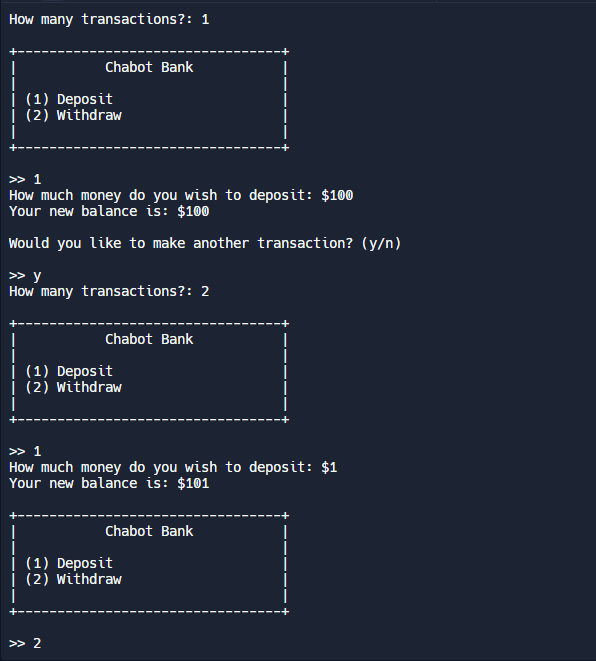 How many transactions?: 1
+---------------------------------+
|           Chabot Bank           |
|                                 |
| (1) Deposit                     |
| (2) Withdraw                    |
|                                 |
+---------------------------------+
>> 1
How much money do you wish to deposit: $100
Your new balance is: $100
Would you like to make another transaction? (y/n)
>> y
How many transactions?: 2
+---------------------------------+
|           Chabot Bank           |
|                                 |
| (1) Deposit                     |
| (2) Withdraw                    |
|                                 |
+---------------------------------+
>> 1
How much money do you wish to deposit: $1
Your new balance is: $101
+---------------------------------+
|           Chabot Bank           |
|                                 |
| (1) Deposit                     |
| (2) Withdraw                    |
|                                 |
+---------------------------------+
>> 2